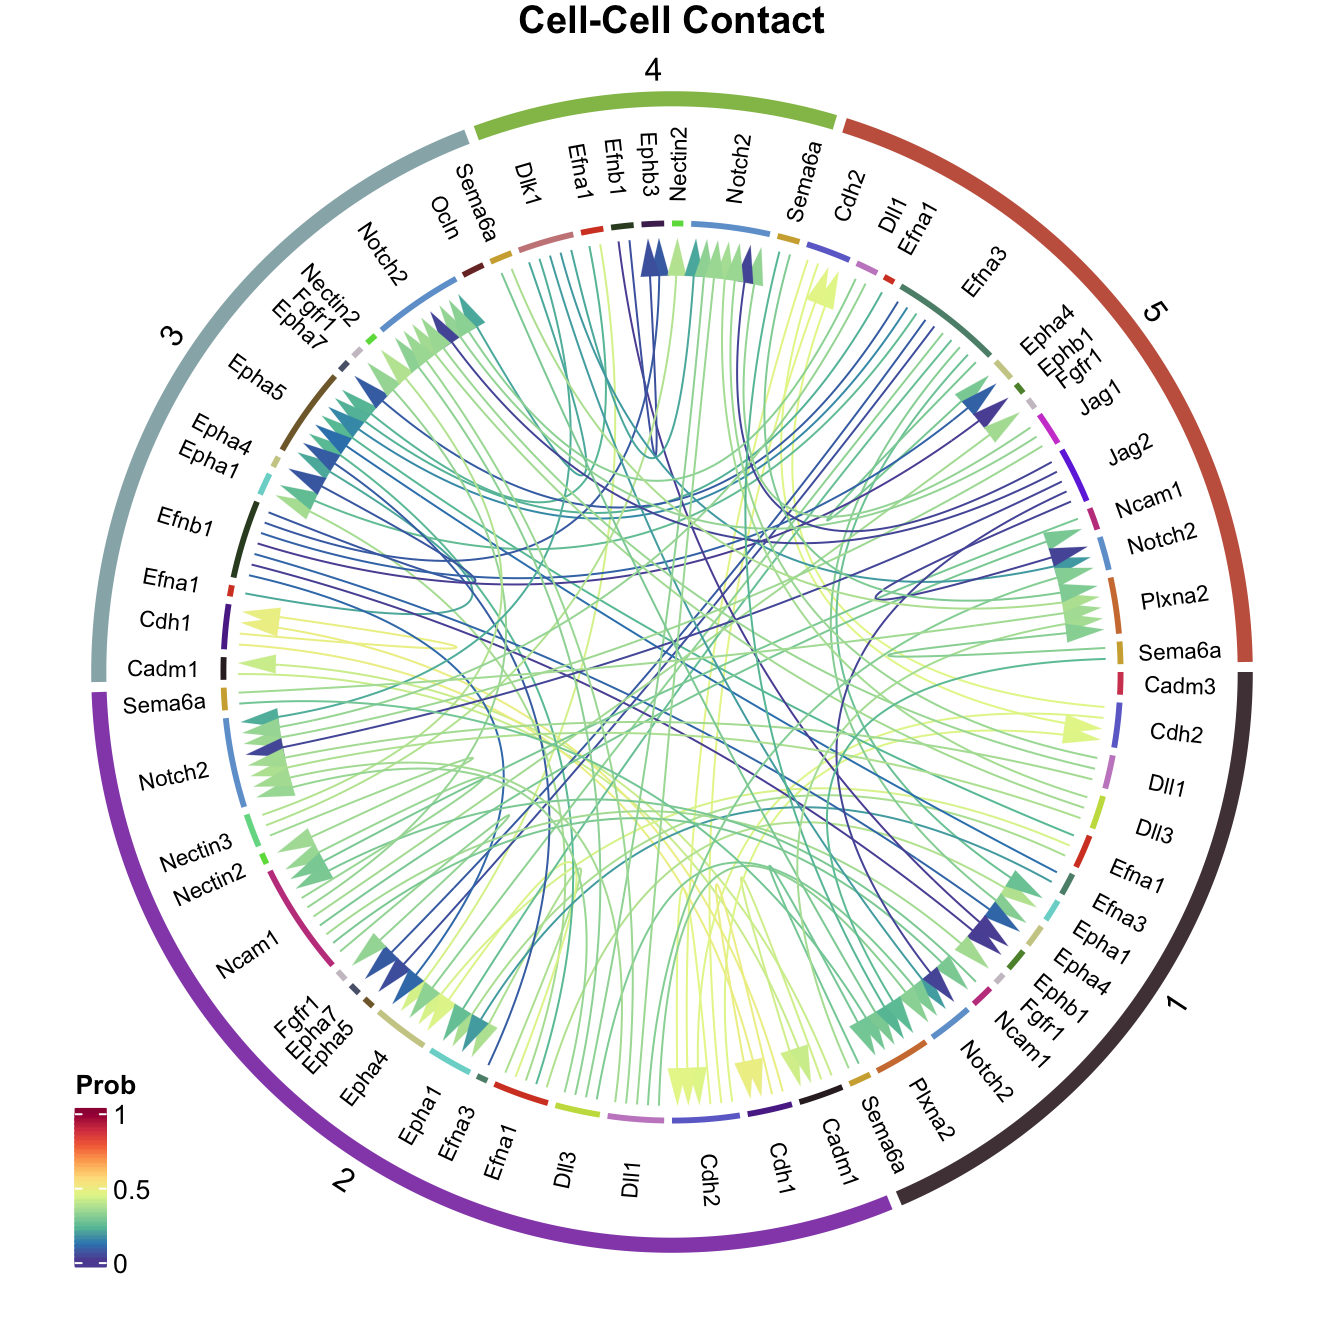 Cell-Cell Contact
4
Sema6a
Dlk1
Efna1
Efnb1
Ephb3
Nectin2
Notch2
Sema6a
5
Cdh2
Dll1
Efna1
Efna3
Epha4
Ephb1
Fgfr1
Jag1
Jag2
Ncam1
Notch2
Plxna2
Sema6a
1
Cadm3
Cdh2
Dll1
Dll3
Efna1
Efna3
Epha1
Epha4
Ephb1
Fgfr1
Ncam1
Notch2
Plxna2
Sema6a
2
Cadm1
Cdh1
Cdh2
Dll1
Dll3
Efna1
Efna3
Epha1
Epha4
Epha5
Epha7
Fgfr1
Ncam1
Nectin2
Nectin3
Notch2
Sema6a
3
Cadm1
Cdh1
Efna1
Efnb1
Epha1
Epha4
Epha5
Epha7
Fgfr1
Nectin2
Notch2
Ocln
Prob
1
0.5
0